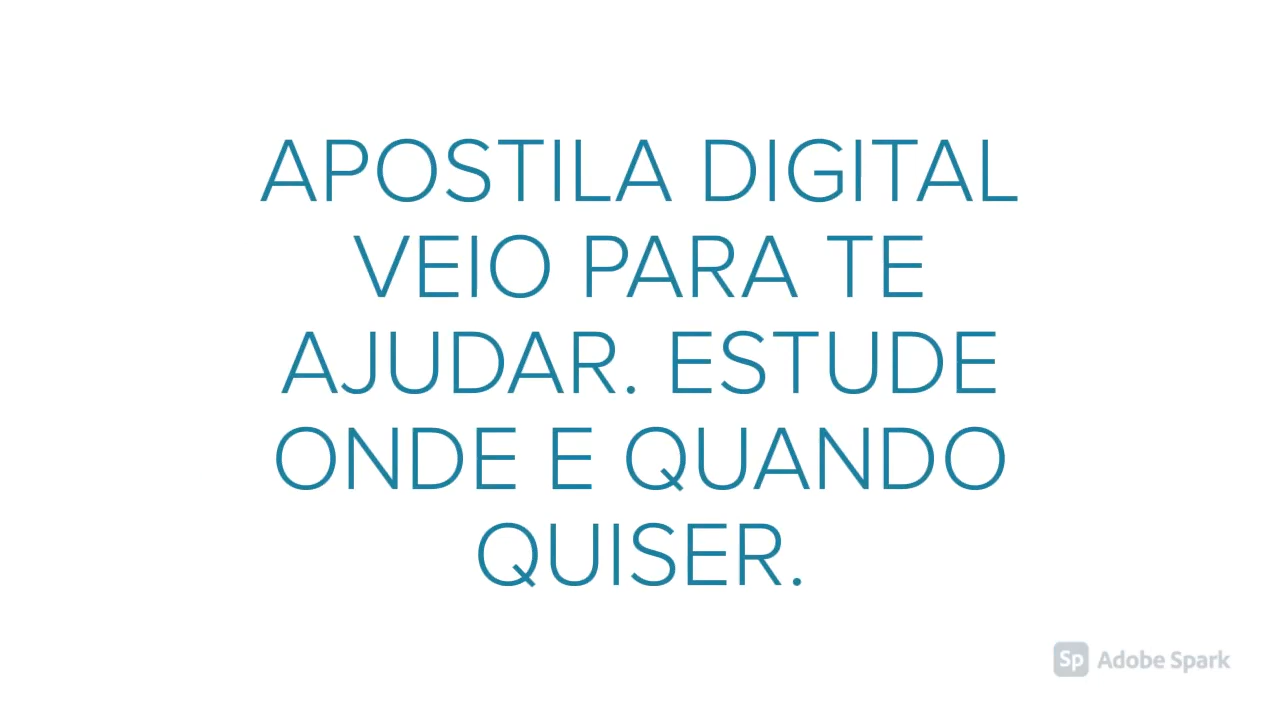 APOSTILA DIGITAL
VEIO PARA TE
AJUDAR. ESTUDE
ONDE E QUANDO
QUISER.
Sp Adobe Spark